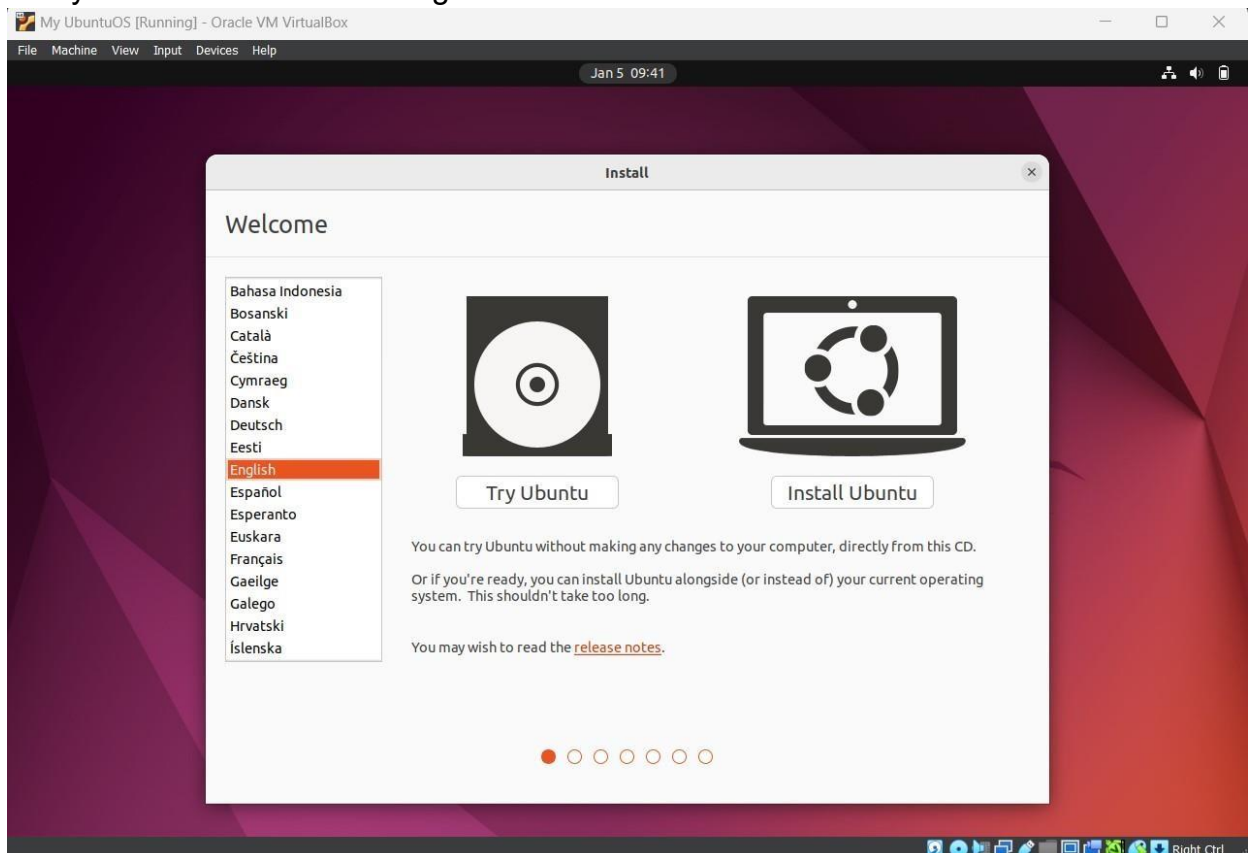 My UbuntuOS [Running] - Oracle VM VirtualBox
File Machine View Input Devices Help
Jan 5 09:41
Install
Welcome
Bahasa Indonesia
Bosanski
Català
Čeština
Cymraeg
Dansk
Deutsch
Eesti
English
Español
Esperanto
Euskara
Français
Gaeilge
Galego
Hrvatski
Íslenska
Try Ubuntu
Install Ubuntu
You can try Ubuntu without making any changes to your computer, directly from this CD.
Or if you're ready, you can install Ubuntu alongside (or instead of) your current operating
system. This shouldn't take too long.
You may wish to read the release notes.
Right Ctrl